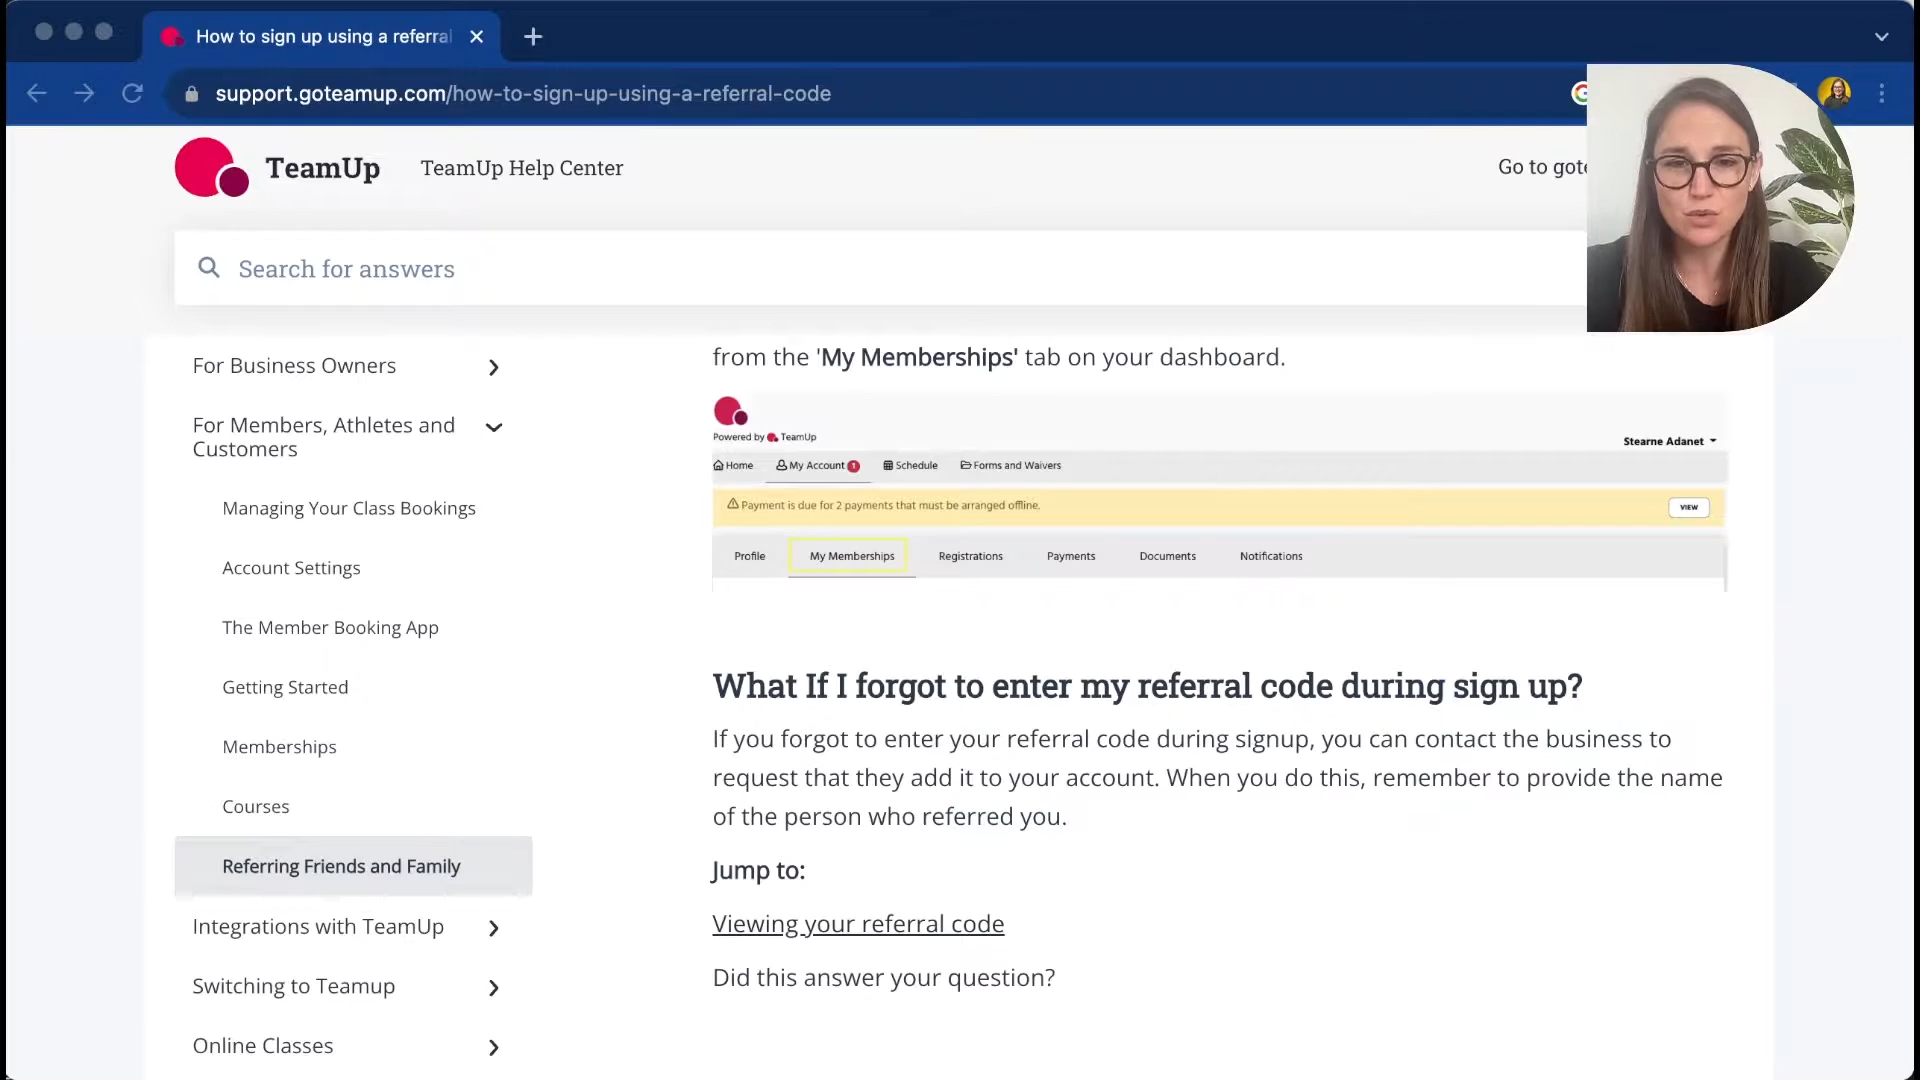 How to sign up using a referral
support.goteamup.com/how-to-sign-up-using-a-referral-code
TeamUp
TeamUp Help Center
Go to gote
Search for answers
For Business Owners
For Members, Athletes and
Customers
Managing Your Class Bookings
Account Settings
The Member Booking App
Getting Started
Memberships
Courses
Referring Friends and Family
Integrations with TeamUp
Switching to Teamup
Online Classes
from the 'My Memberships' tab on your dashboard.
Powered by TeamUp
Stearne Adanet
Home My Account 1 Schedule Forms and Waivers
Payment is due for 2 payments that must be arranged offline.
VIEW
Profile My Memberships Registrations Payments Documents Notifications
What If I forgot to enter my referral code during sign up?
If you forgot to enter your referral code during signup, you can contact the business to
request that they add it to your account. When you do this, remember to provide the name
of the person who referred you.
Jump to:
Viewing your referral code
Did this answer your question?